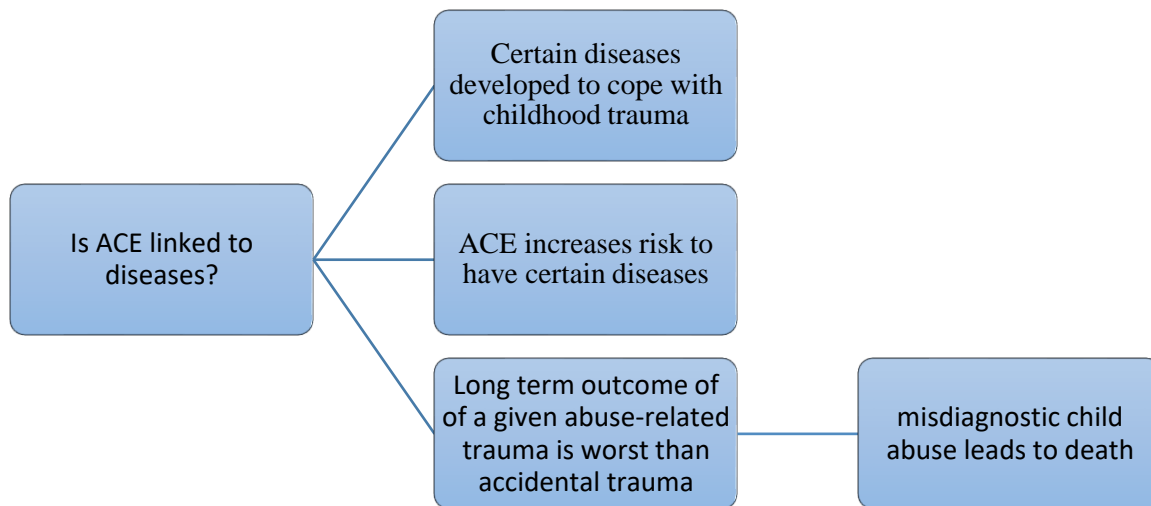 Certain diseases
developed to cope with
childhood trauma
Is ACE linked to
diseases?
ACE increases risk to
have certain diseases
Long term outcome of
of a given abuse-related
trauma is worst than
accidental trauma
misdiagnostic child
abuse leads to death